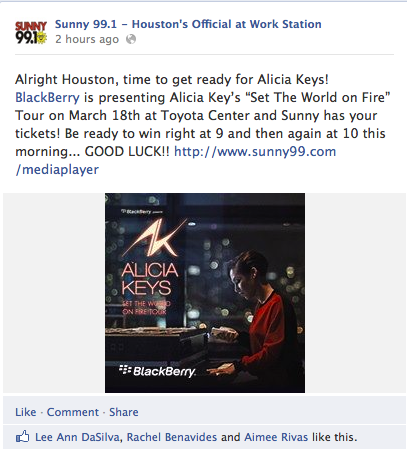 SUNNY
99.1
Sunny 99.1 - Houston's Official at Work Station
2 hours ago
Alright Houston, time to get ready for Alicia Keys!
BlackBerry is presenting Alicia Key's "Set The World on Fire"
Tour on March 18th at Toyota Center and Sunny has your
tickets! Be ready to win right at 9 and then again at 10 this
morning... GOOD LUCK!! http://www.sunny99.com
/mediaplayer
BlackBerry presents
AK
ALICIA
KEYS
SET THE WORLD
ON FIRE TOUR
BlackBerry.
Like · Comment · Share
Lee Ann DaSilva, Rachel Benavides and Aimee Rivas like this.